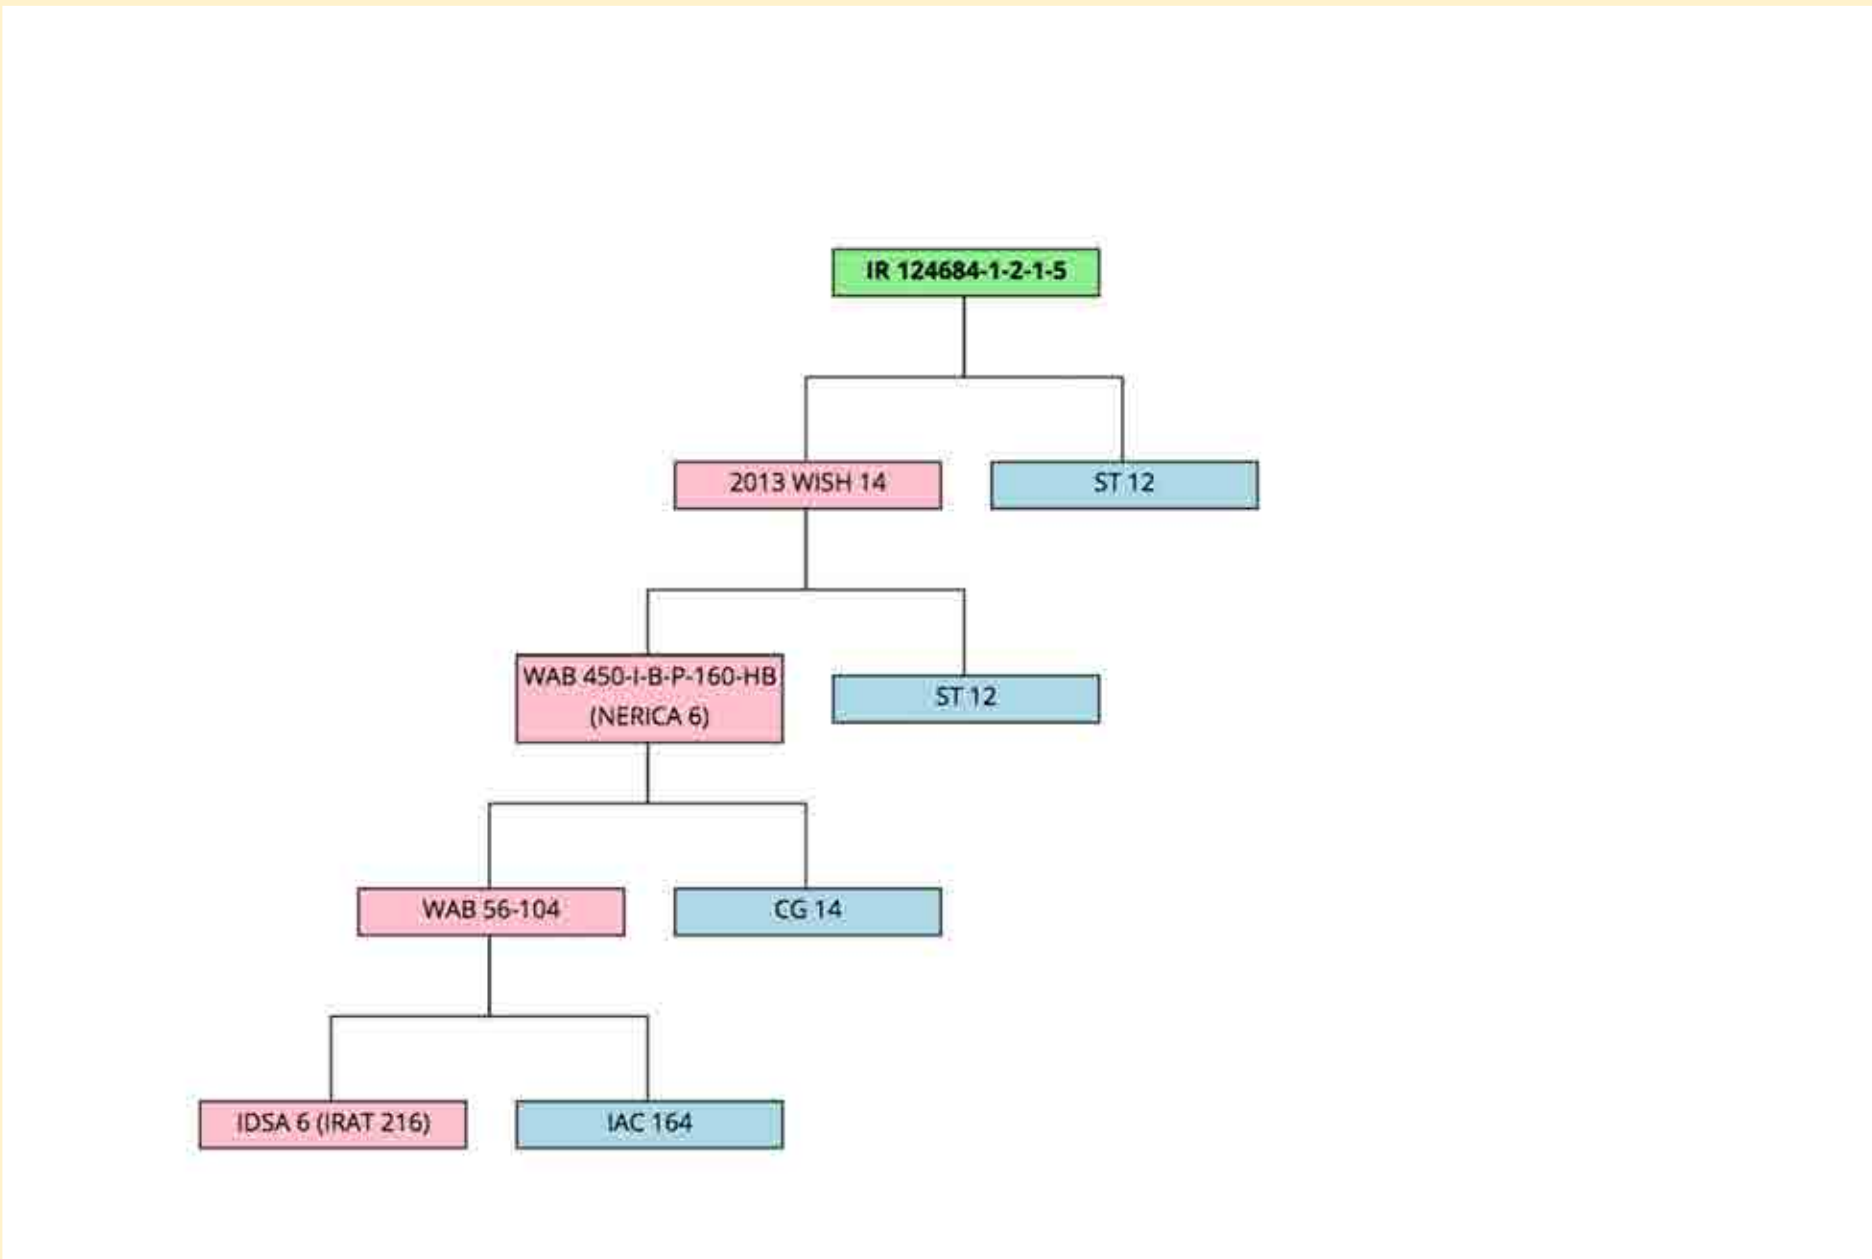 IR 124684-1-2-1-5
2013 WISH 14
ST 12
WAB 450-I-B-P-160-HB
(NERICA 6)
ST 12
WAB 56-104
CG 14
IDSA 6 (IRAT 216)
IAC 164